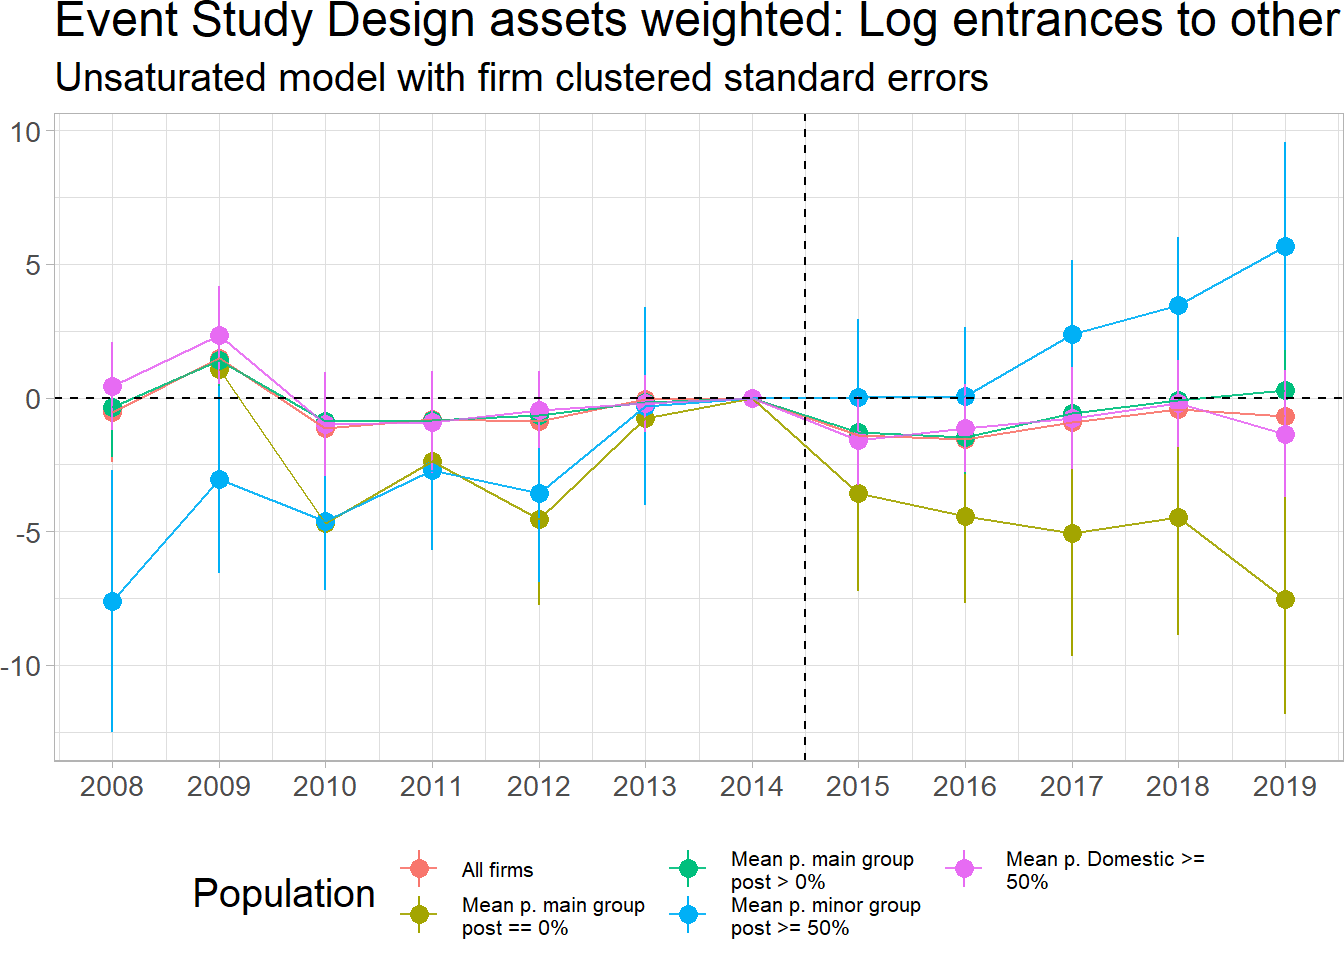 Event Study Design assets weighted: Log entrances to other
Unsaturated model with firm clustered standard errors
10
5
0
-5
-10
2008 2009 2010 2011 2012 2013 2014 2015 2016 2017 2018 2019
Population
All firms
Mean p. main group
post == 0%
Mean p. main group
post > 0%
Mean p. minor group
post >= 50%
Mean p. Domestic >=
50%